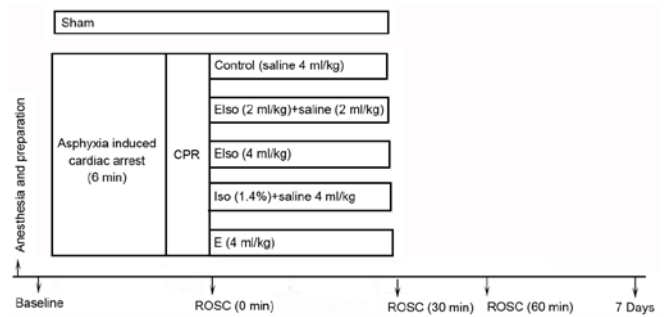 Sham
Control (saline 4 ml/kg)
EIso (2 ml/kg)+saline (2 ml/kg)
Asphyxia induced
cardiac arrest
(6 min)
CPR
EIso (4 ml/kg)
Iso (1.4%)+saline 4 ml/kg
E (4 ml/kg)
Anesthesia and preparation
Baseline
ROSC (0 min)
ROSC (30 min)
ROSC (60 min)
7 Days